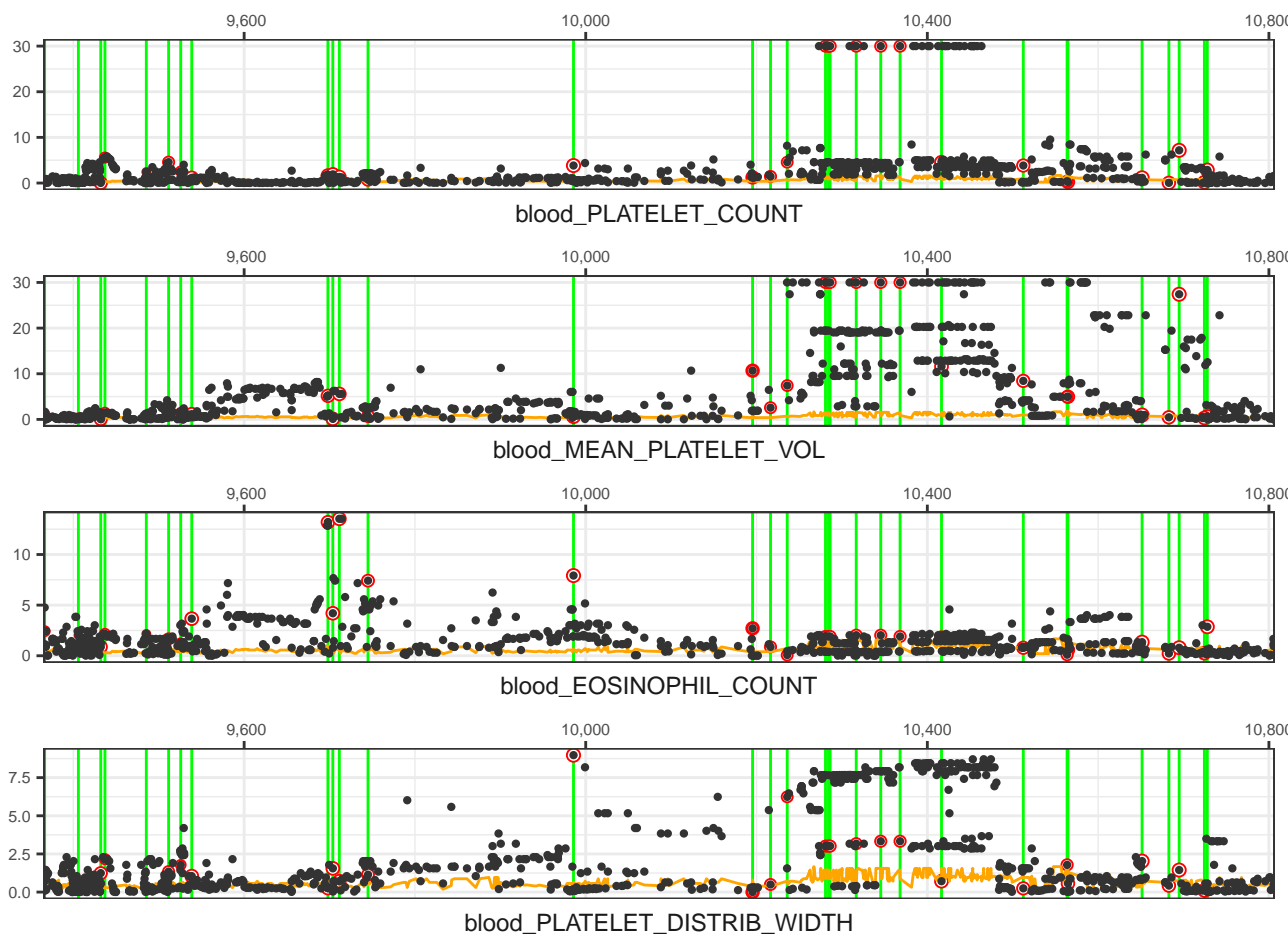 9,600 10,000 10,400 10,800
30
20
10
0
blood_PLATELET_COUNT
9,600 10,000 10,400 10,800
30
20
10
0
blood_MEAN_PLATELET_VOL
9,600 10,000 10,400 10,800
10
5
0
blood_EOSINOPHIL_COUNT
9,600 10,000 10,400 10,800
7.5
5.0
2.5
0.0
blood_PLATELET_DISTRIB_WIDTH